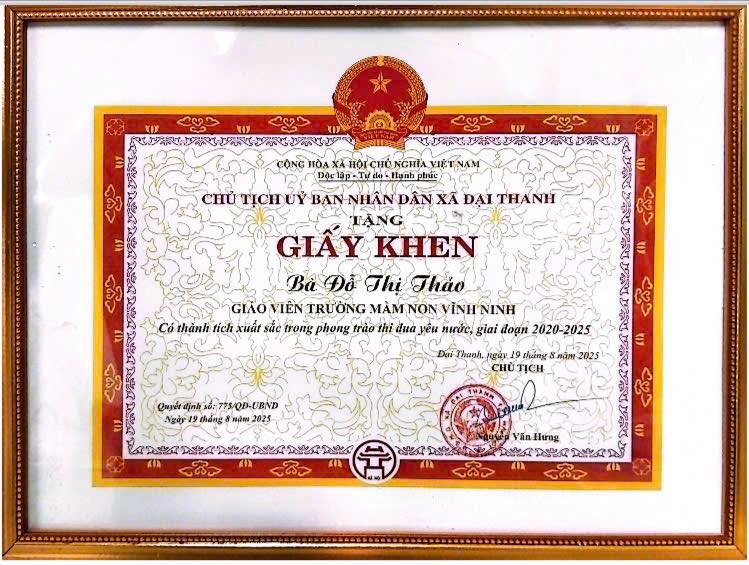 CỘNG HÒA XÃ HỘI CHỦ NGHĨA VIỆT NAM
Độc lập - Tự do - Hạnh phúc
CHỦ TỊCH UỶ BAN NHÂN DÂN XÃ ĐẠI THANH
TẶNG
GIẤY KHEN
Bà Đỗ Thị Thảo
GIÁO VIÊN TRƯỜNG MẦM NON VĨNH NINH
Có thành tích xuất sắc trong phong trào thi đua yêu nước, giai đoạn 2020-2025
Đại Thanh, ngày 19 tháng 8 năm 2025
CHỦ TỊCH
Quyết định số: 775/QĐ-UBND
Ngày 19 tháng 8 năm 2025
Nguyễn Văn Hưng
HÀ NỘI